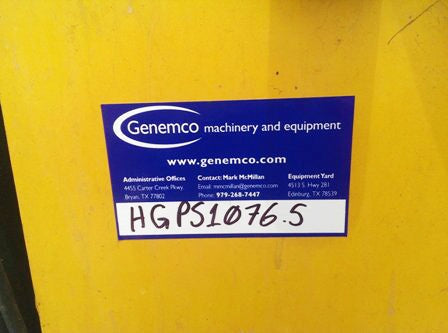 Genemco machinery and equipment
www.genemco.com
Administrative Offices
4455 Carter Creek Pkwy.
Bryan, TX 77802
Contact: Mark McMillan
Email: mmcmillan@genemco.com
Phone: 979-268-7447
Equipment Yard
4513 S. Hwy 281
Edinburg, TX 78539
HGPS1076.5